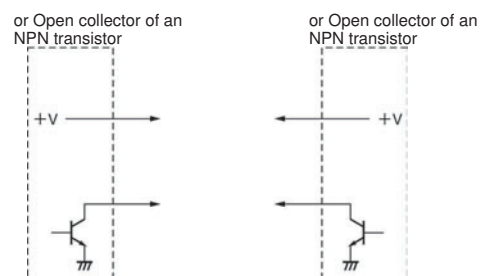 or Open collector of an
NPN transistor
or Open collector of an
NPN transistor
+V
+V